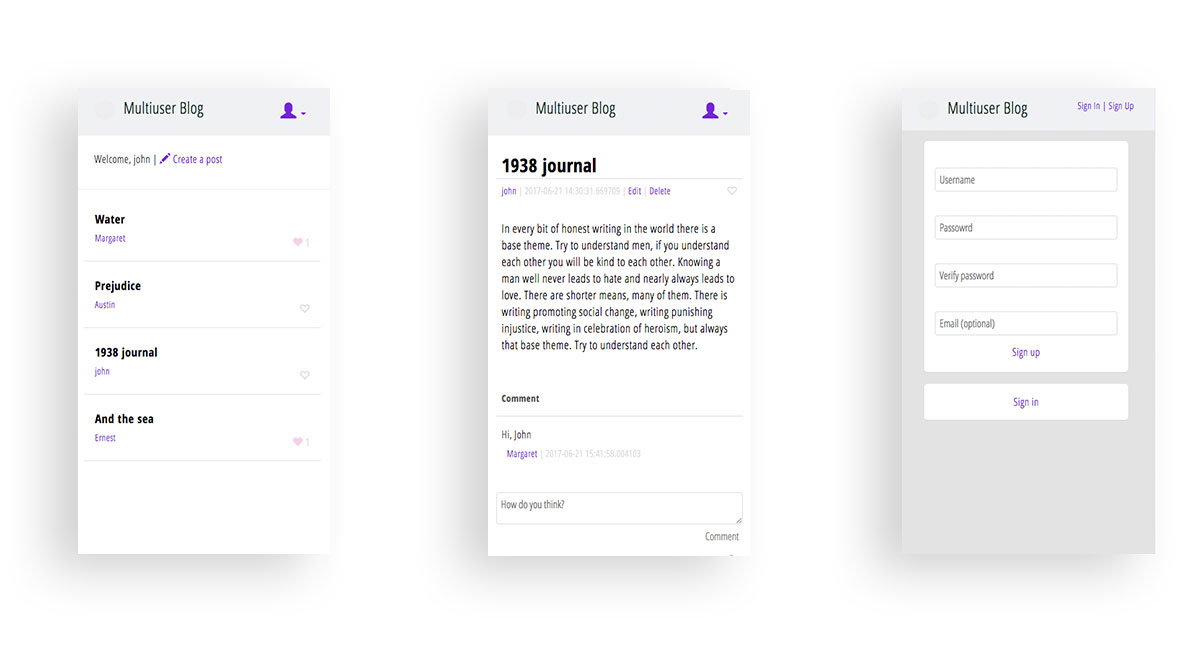 Multiuser Blog
Welcome, john | Create a post
Water
Margaret
1
Prejudice
Austin
1938 journal
john
And the sea
Ernest
1
Multiuser Blog
1938 journal
john | 2017-06-21 14:30:31.669709 | Edit | Delete
In every bit of honest writing in the world there is a
base theme. Try to understand men, if you understand
each other you will be kind to each other. Knowing a
man well never leads to hate and nearly always leads to
love. There are shorter means, many of them. There is
writing promoting social change, writing punishing
injustice, writing in celebration of heroism, but always
that base theme. Try to understand each other.
Comment
Hi, John
Margaret | 2017-06-21 15:41:58.004103
How do you think?
Comment
Multiuser Blog
Sign In | Sign Up
Username
Passowrd
Verify password
Email (optional)
Sign up
Sign in